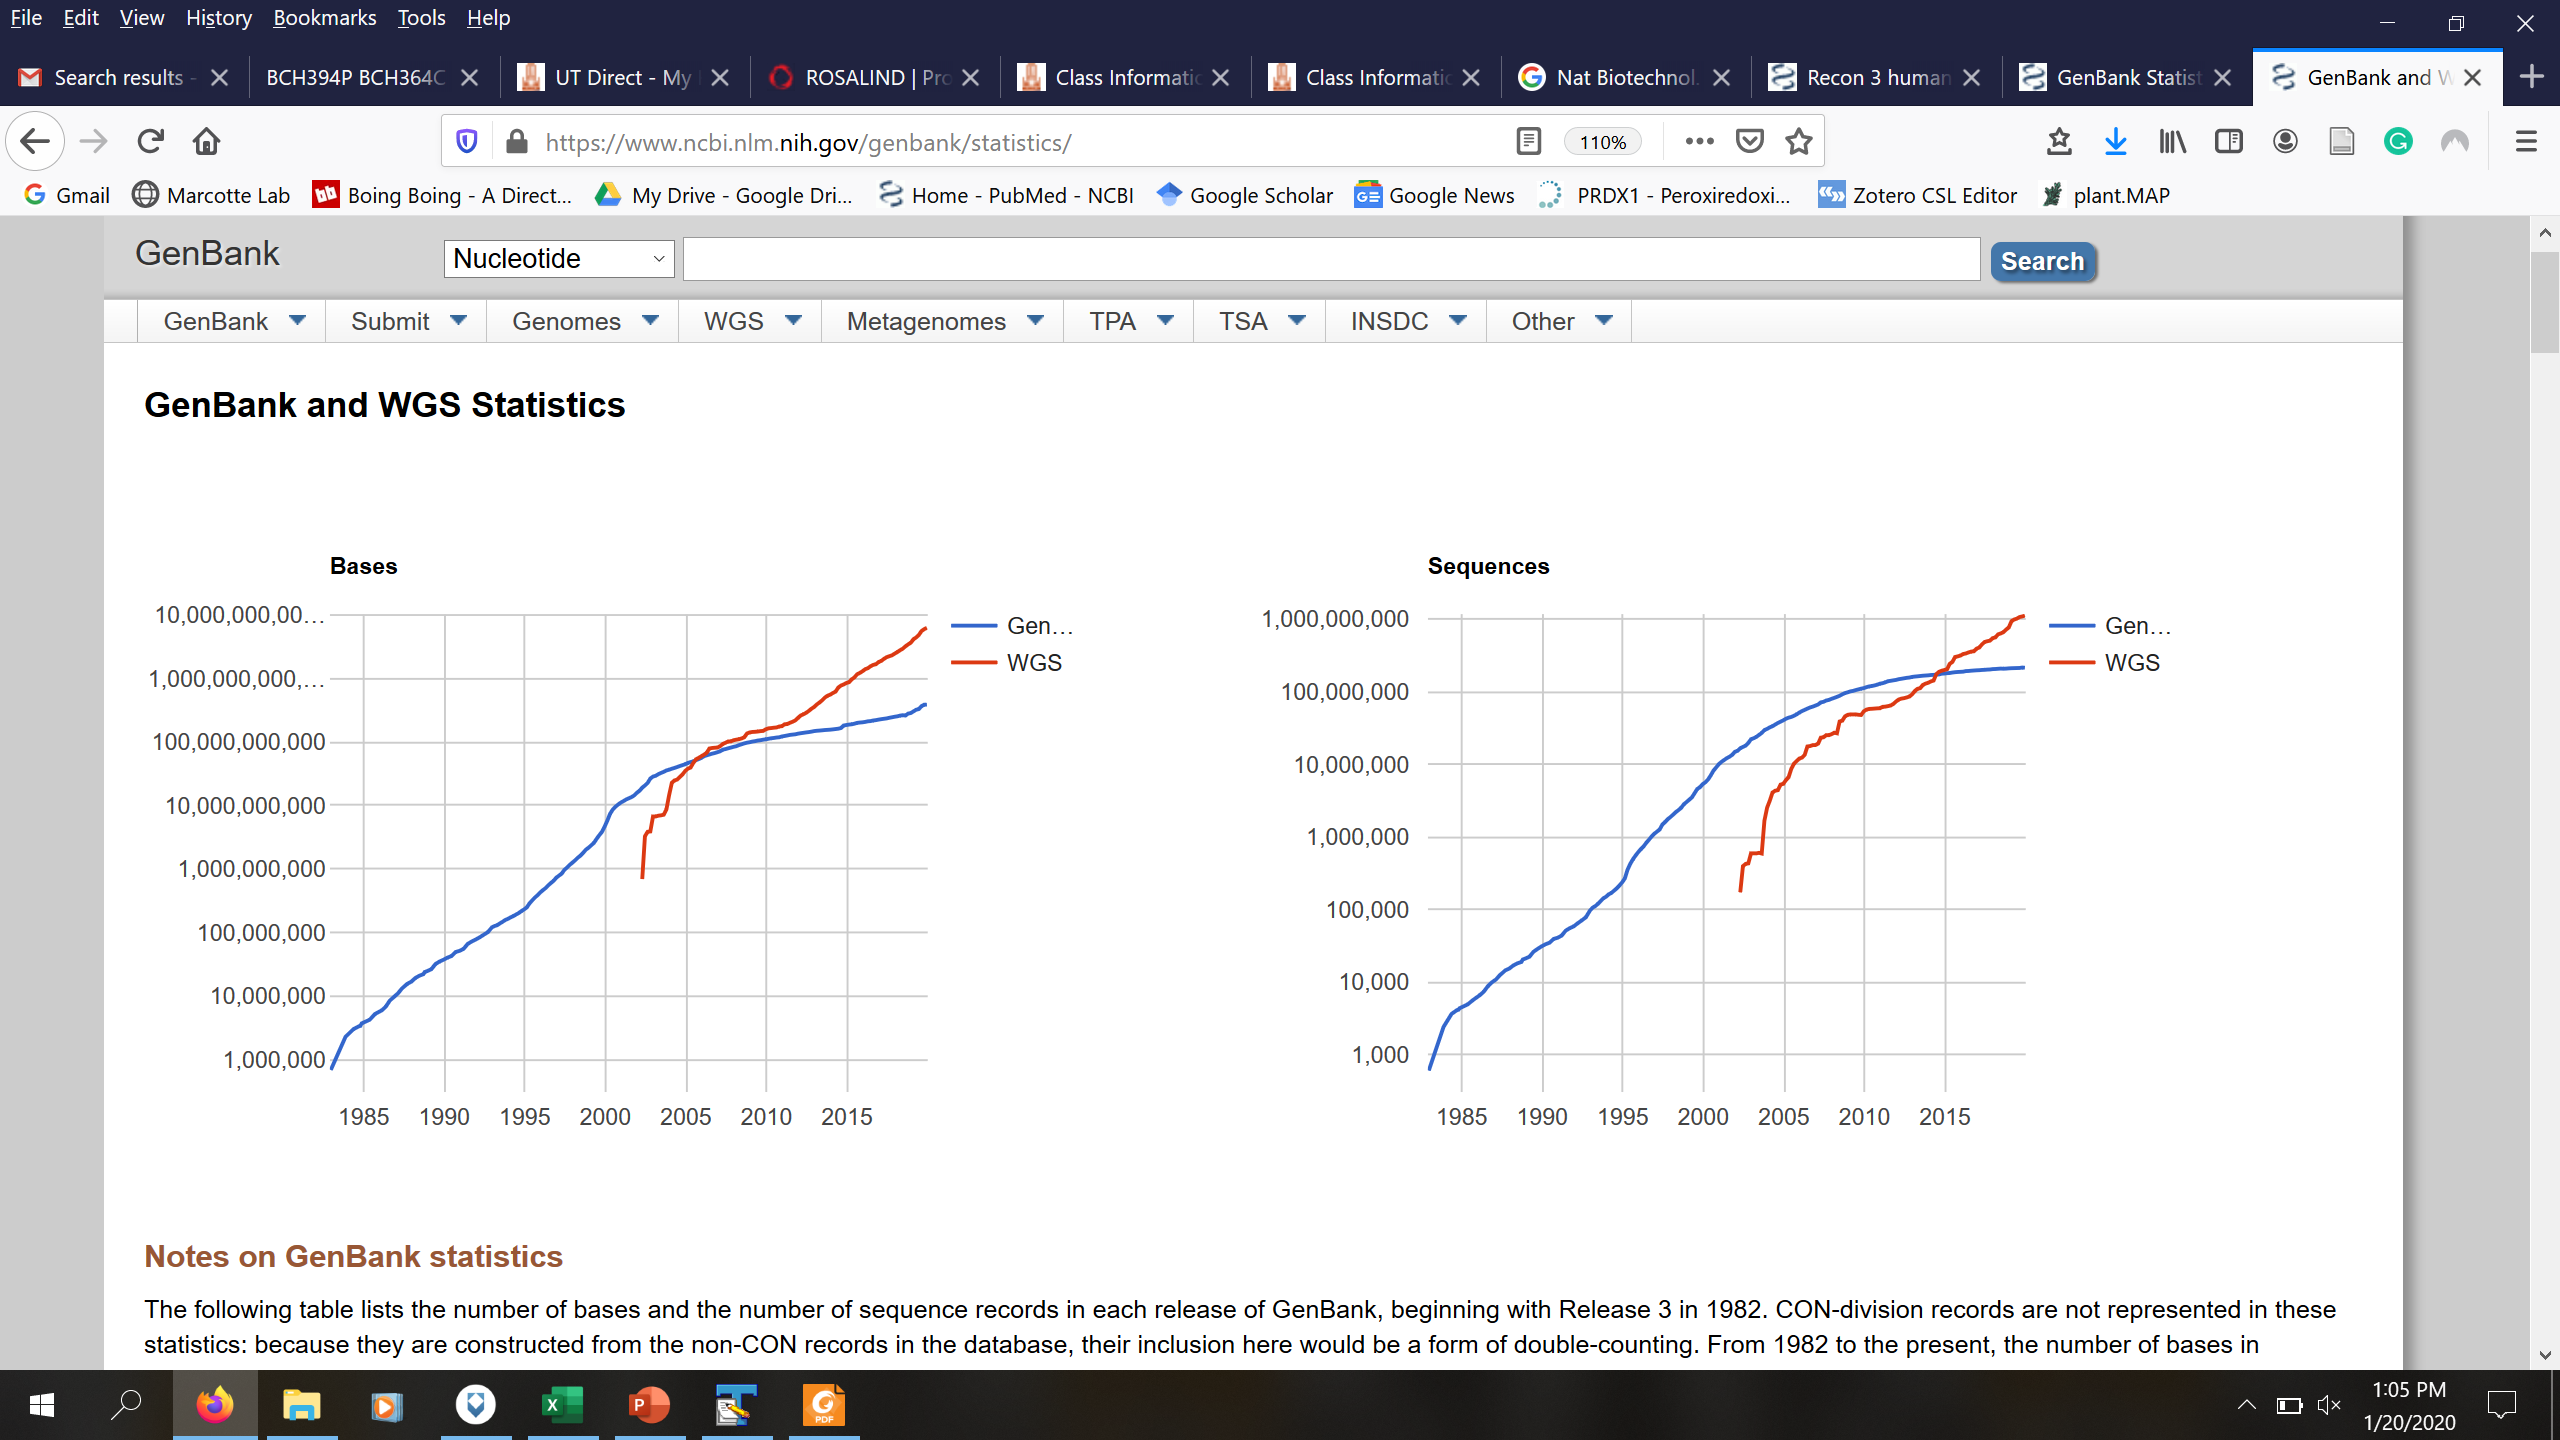 File Edit View History Bookmarks Tools Help
Search results - BCH394P BCH364C UT Direct - My ROSALIND | Pro Class Informatic Class Informatic Nat Biotechnol. Recon 3 human GenBank Statist GenBank and W
https://www.ncbi.nlm.nih.gov/genbank/statistics/ 110%
Gmail Marcotte Lab Boing Boing - A Direct... My Drive - Google Dri... Home - PubMed - NCBI Google Scholar Google News PRDX1 - Peroxiredoxi... Zotero CSL Editor plant.MAP
GenBank Nucleotide Search
GenBank Submit Genomes WGS Metagenomes TPA TSA INSDC Other
GenBank and WGS Statistics
Bases
10,000,000,00...
1,000,000,000,...
100,000,000,000
10,000,000,000
1,000,000,000
100,000,000
10,000,000
1,000,000
1985 1990 1995 2000 2005 2010 2015
Gen...
WGS
Sequences
1,000,000,000
100,000,000
10,000,000
1,000,000
100,000
10,000
1,000
1985 1990 1995 2000 2005 2010 2015
Gen...
WGS
Notes on GenBank statistics
The following table lists the number of bases and the number of sequence records in each release of GenBank, beginning with Release 3 in 1982. CON-division records are not represented in these
statistics: because they are constructed from the non-CON records in the database, their inclusion here would be a form of double-counting. From 1982 to the present, the number of bases in
PDF
1:05 PM
1/20/2020